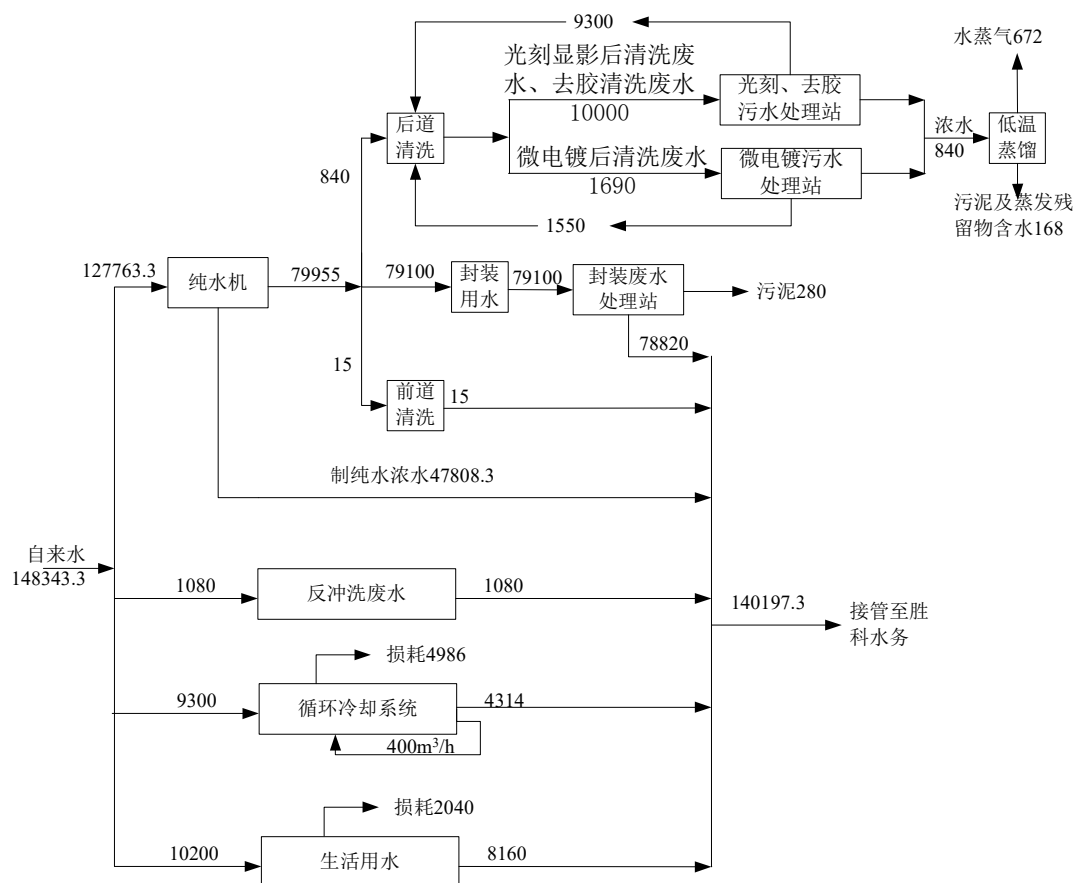 9300
水蒸气672
光刻显影后清洗废
水、去胶清洗废水
10000
光刻、去胶
污水处理站
后道
清洗
浓水
840
低温
蒸馏
840
微电镀后清洗废水
1690
微电镀污水
处理站
1550
污泥及蒸发残
留物含水168
127763.3
纯水机
79955
79100
封装
用水
79100
封装废水
处理站
污泥280
78820
15
前道
清洗
15
制纯水浓水47808.3
自来水
148343.3
1080
反冲洗废水
1080
140197.3
接管至胜
科水务
损耗4986
9300
循环冷却系统
4314
400m³/h
损耗2040
10200
生活用水
8160